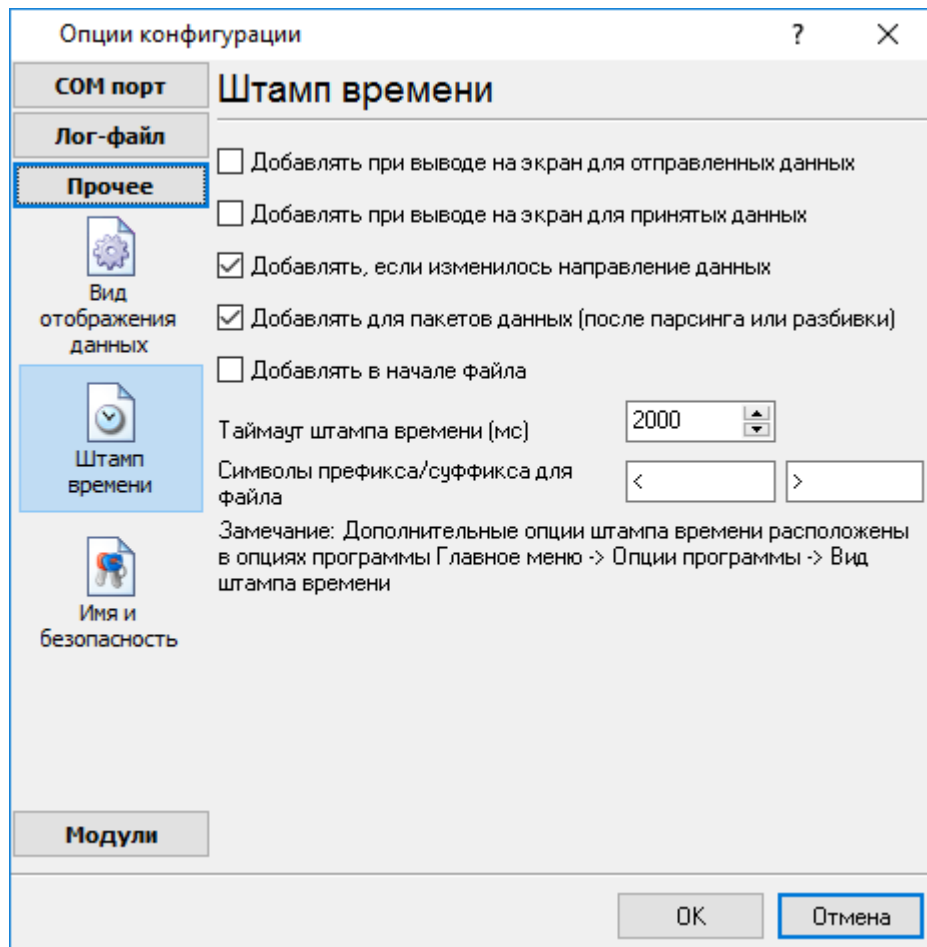 Опции конфигурации
?
COM порт
Лог-файл
Прочее
Вид
отображения
данных
Штамп
времени
Имя и
безопасность
Модули
Штамп времени
Добавлять при выводе на экран для отправленных данных
Добавлять при выводе на экран для принятых данных
Добавлять, если изменилось направление данных
Добавлять для пакетов данных (после парсинга или разбивки)
Добавлять в начале файла
Таймаут штампа времени (мс)
2000
Символы префикса/суффикса для
файла
<
>
Замечание: Дополнительные опции штампа времени расположены
в опциях программы Главное меню -> Опции программы -> Вид
штампа времени
OK
Отмена